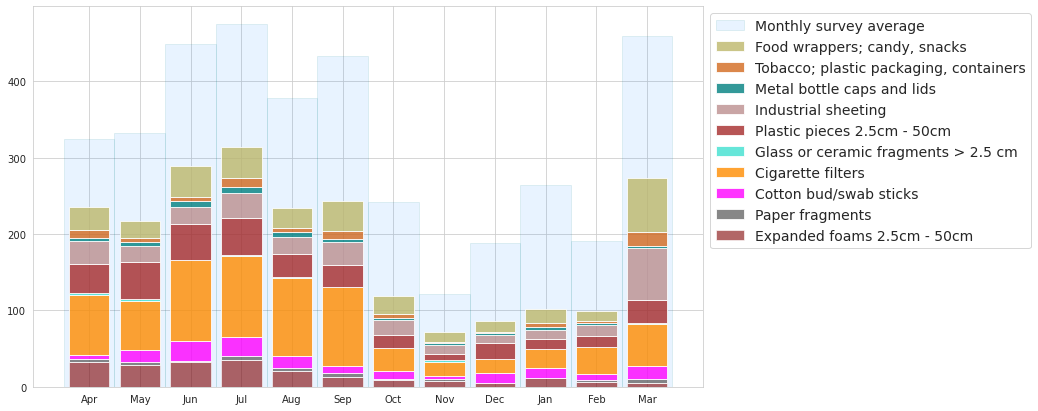 400
300
200
100
0
Apr May Jun Jul Aug Sep Oct Nov Dec Jan Feb Mar
Monthly survey average
Food wrappers; candy, snacks
Tobacco; plastic packaging, containers
Metal bottle caps and lids
Industrial sheeting
Plastic pieces 2.5cm - 50cm
Glass or ceramic fragments > 2.5 cm
Cigarette filters
Cotton bud/swab sticks
Paper fragments
Expanded foams 2.5cm - 50cm